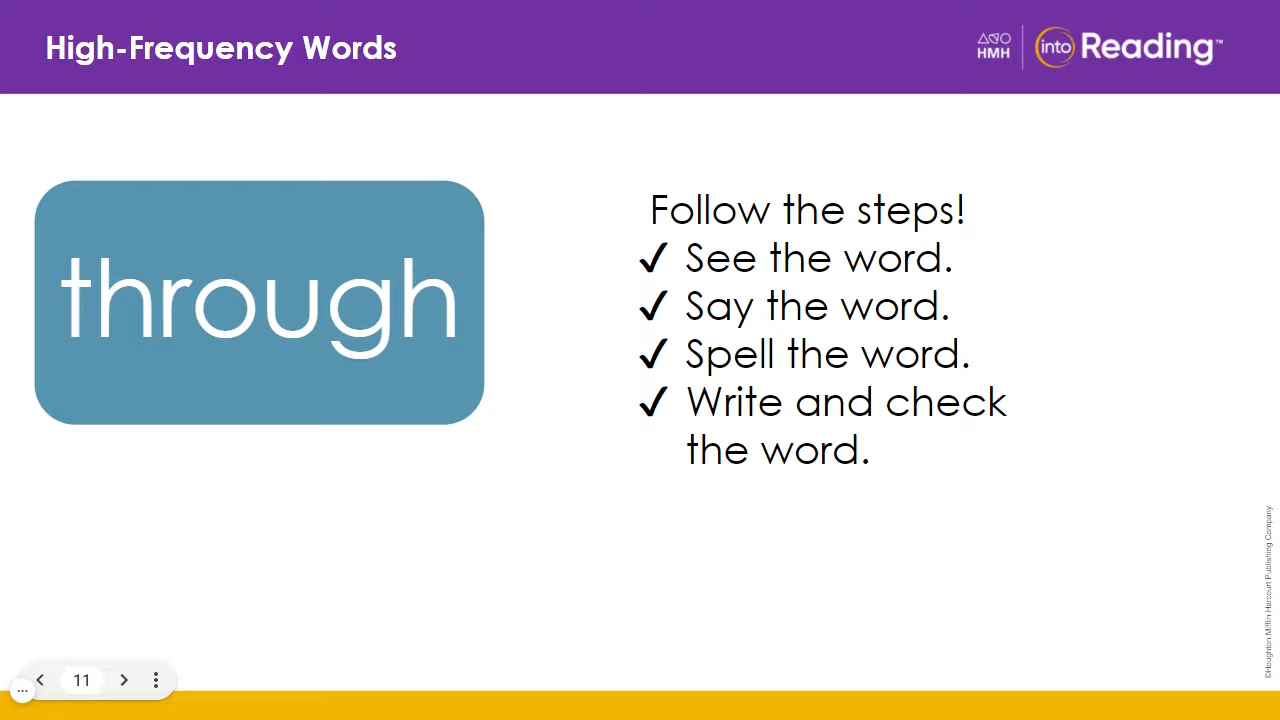 High-Frequency Words
HMH
into Reading™
through
Follow the steps!
✓ See the word.
✓ Say the word.
✓ Spell the word.
✓ Write and check
the word.
©Houghton Mifflin Harcourt Publishing Company
11